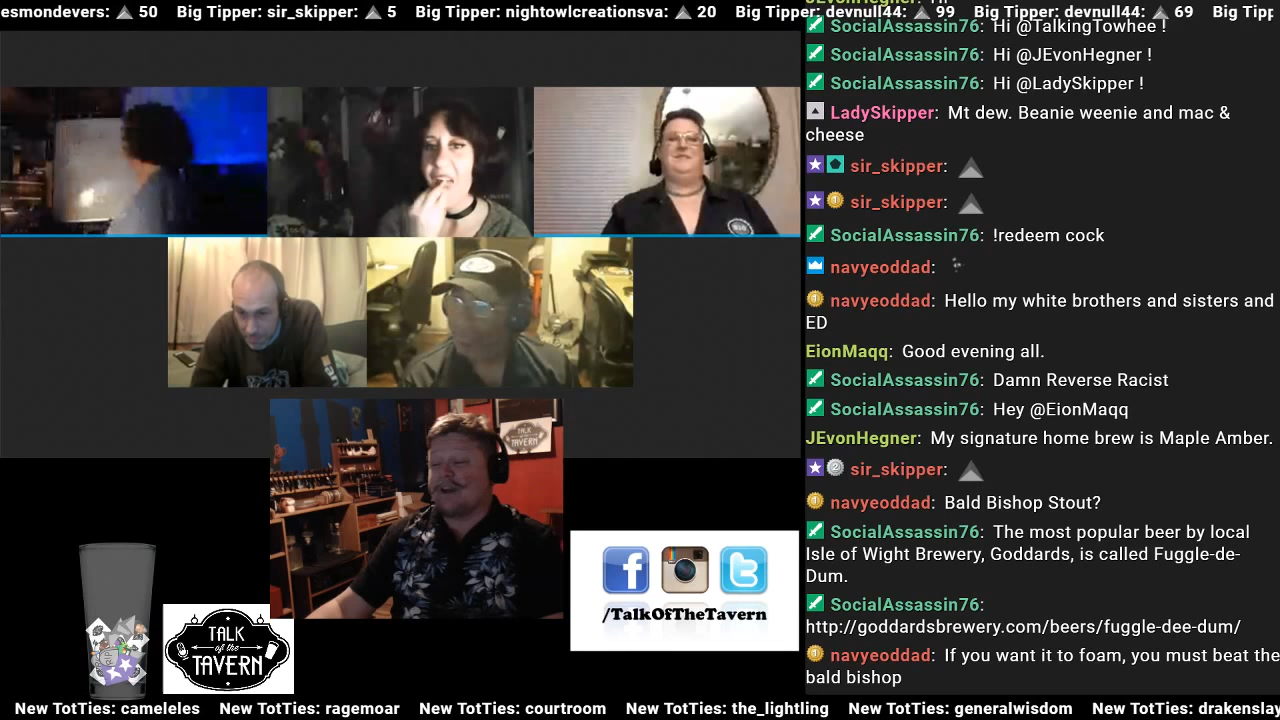 esmondevers: 50 Big Tipper: sir_skipper: 5 Big Tipper: nightowlcreationsva: 20 Big Tipper: devnull44: 99 Big Tipper: devnull44: 69 Big Tipp
JEvonHegner: Hi
SocialAssassin76: Hi @TalkingTowhee !
SocialAssassin76: Hi @JEvonHegner !
SocialAssassin76: Hi @LadySkipper !
LadySkipper: Mt dew. Beanie weenie and mac &
cheese
sir_skipper:
sir_skipper:
SocialAssassin76: !redeem cock
navyeoddad:
navyeoddad: Hello my white brothers and sisters and
ED
EionMaqq: Good evening all.
SocialAssassin76: Damn Reverse Racist
SocialAssassin76: Hey @EionMaqq
JEvonHegner: My signature home brew is Maple Amber.
sir_skipper:
navyeoddad: Bald Bishop Stout?
SocialAssassin76: The most popular beer by local
Isle of Wight Brewery, Goddards, is called Fuggle-de-
Dum.
SocialAssassin76:
http://goddardsbrewery.com/beers/fuggle-dee-dum/
navyeoddad: If you want it to foam, you must beat the
bald bishop
TALK
of the
TAVERN
TALK
of the
TAVERN
/TalkOfTheTavern
New TotTies: cameleles New TotTies: ragemoar New TotTies: courtroom New TotTies: the_lightling New TotTies: generalwisdom New TotTies: drakenslay